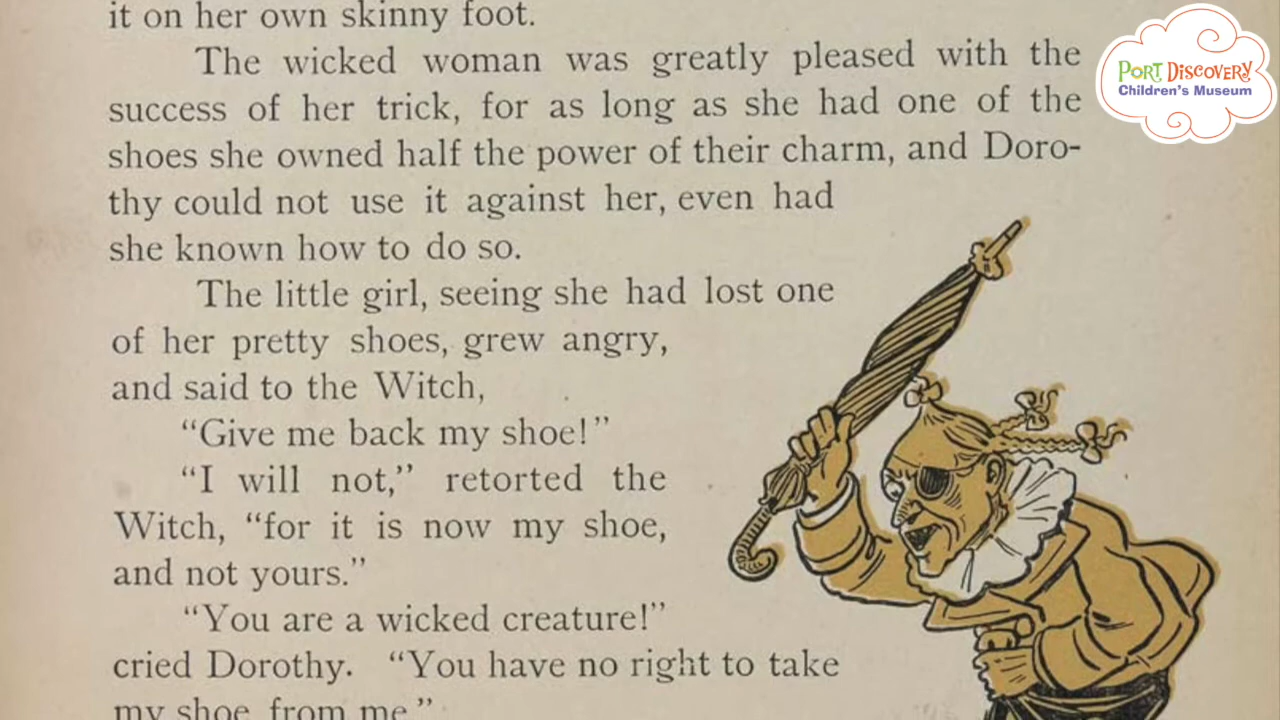 it on her own skinny foot.
The wicked woman was greatly pleased with the
success of her trick, for as long as she had one of the
shoes she owned half the power of their charm, and Doro-
thy could not use it against her, even had
she known how to do so.
The little girl, seeing she had lost one
of her pretty shoes, grew angry,
and said to the Witch,
“Give me back my shoe!”
“I will not,” retorted the
Witch, “for it is now my shoe,
and not yours.”
“You are a wicked creature!”
cried Dorothy. “You have no right to take
my shoe from me.”
PORT DISCOVERY
Children's Museum